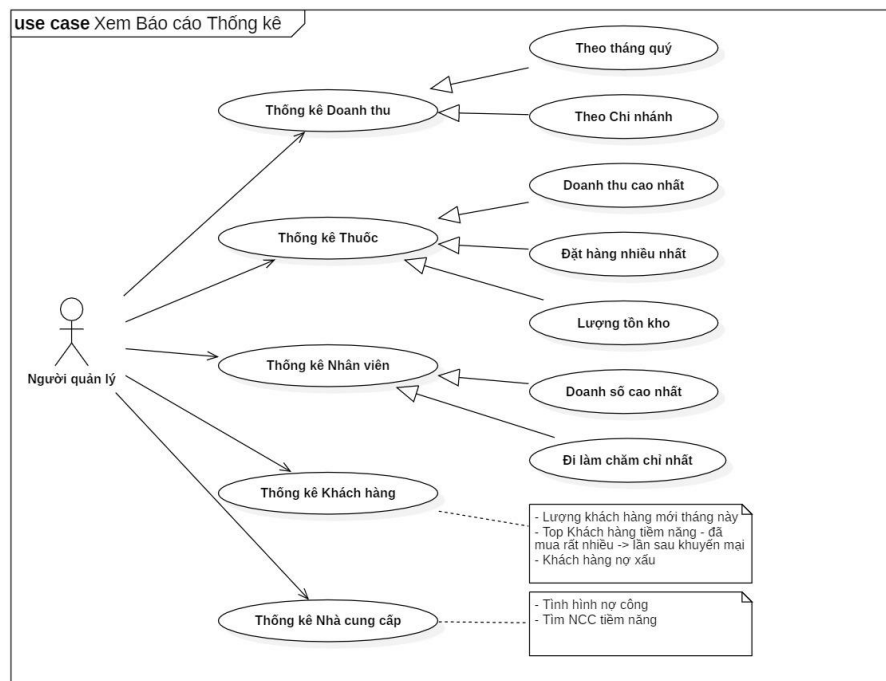 use case Xem Báo cáo Thống kê
Theo tháng quý
Thống kê Doanh thu
Theo Chi nhánh
Doanh thu cao nhất
Thống kê Thuốc
Đặt hàng nhiều nhất
Lượng tồn kho
Người quản lý
Thống kê Nhân viên
Doanh số cao nhất
Đi làm chăm chỉ nhất
Thống kê Khách hàng
- Lượng khách hàng mới tháng này
- Top Khách hàng tiềm năng - đã
mua rất nhiều -> lần sau khuyến mại
- Khách hàng nợ xấu
Thống kê Nhà cung cấp
- Tình hình nợ công
- Tìm NCC tiềm năng